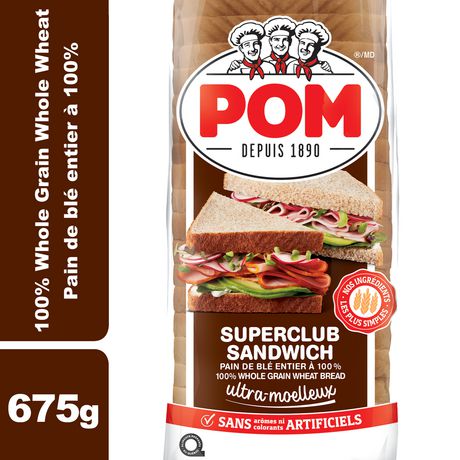 100% Whole Grain Whole Wheat
Pain de blé entier à 100%
675g
®/MD
POM
DEPUIS 1890
NOS INGRÉDIENTS
LES PLUS SIMPLES
SUPERCLUB
SANDWICH
PAIN DE BLÉ ENTIER À 100%
100% WHOLE GRAIN WHEAT BREAD
ultra-moelleux
SANS arômes ni colorants ARTIFICIELS